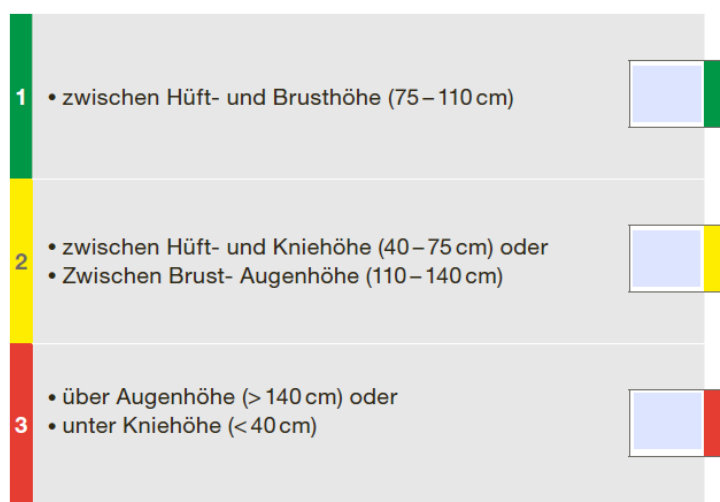 1
• zwischen Hüft- und Brusthöhe (75–110 cm)
2
• zwischen Hüft- und Kniehöhe (40–75 cm) oder
• Zwischen Brust- Augenhöhe (110–140 cm)
3
• über Augenhöhe (> 140 cm) oder
• unter Kniehöhe (< 40 cm)